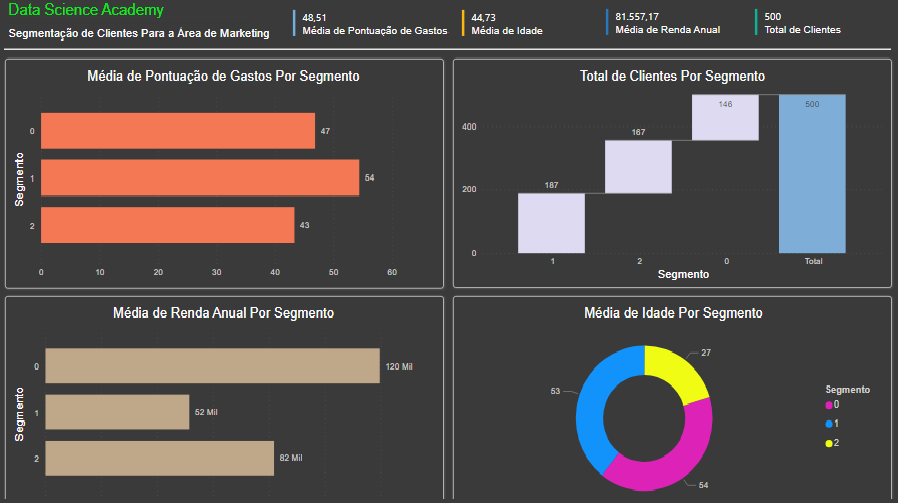 Data Science Academy
Segmentação de Clientes Para a Área de Marketing
48,51
Média de Pontuação de Gastos
44,73
Média de Idade
81.557,17
Média de Renda Anual
500
Total de Clientes
Média de Pontuação de Gastos Por Segmento
Segmento
0
47
1
54
2
43
0
10
20
30
40
50
60
Total de Clientes Por Segmento
400
200
0
187
167
146
500
1
2
0
Total
Segmento
Média de Renda Anual Por Segmento
Segmento
0
120 Mil
1
52 Mil
2
82 Mil
Média de Idade Por Segmento
27
53
54
Segmento
0
1
2